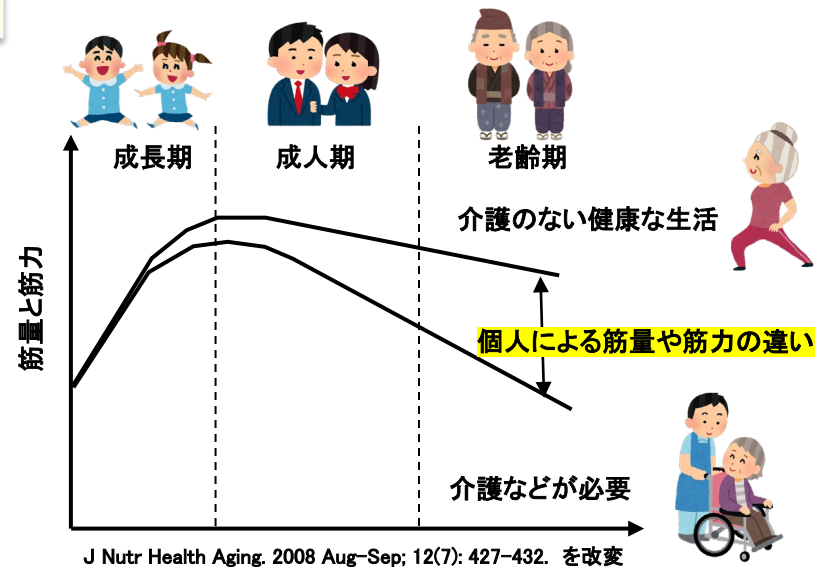 成長期
成人期
老齢期
介護のない健康な生活
筋量と筋力
個人による筋量や筋力の違い
介護などが必要
J Nutr Health Aging. 2008 Aug-Sep; 12(7): 427-432. を改変